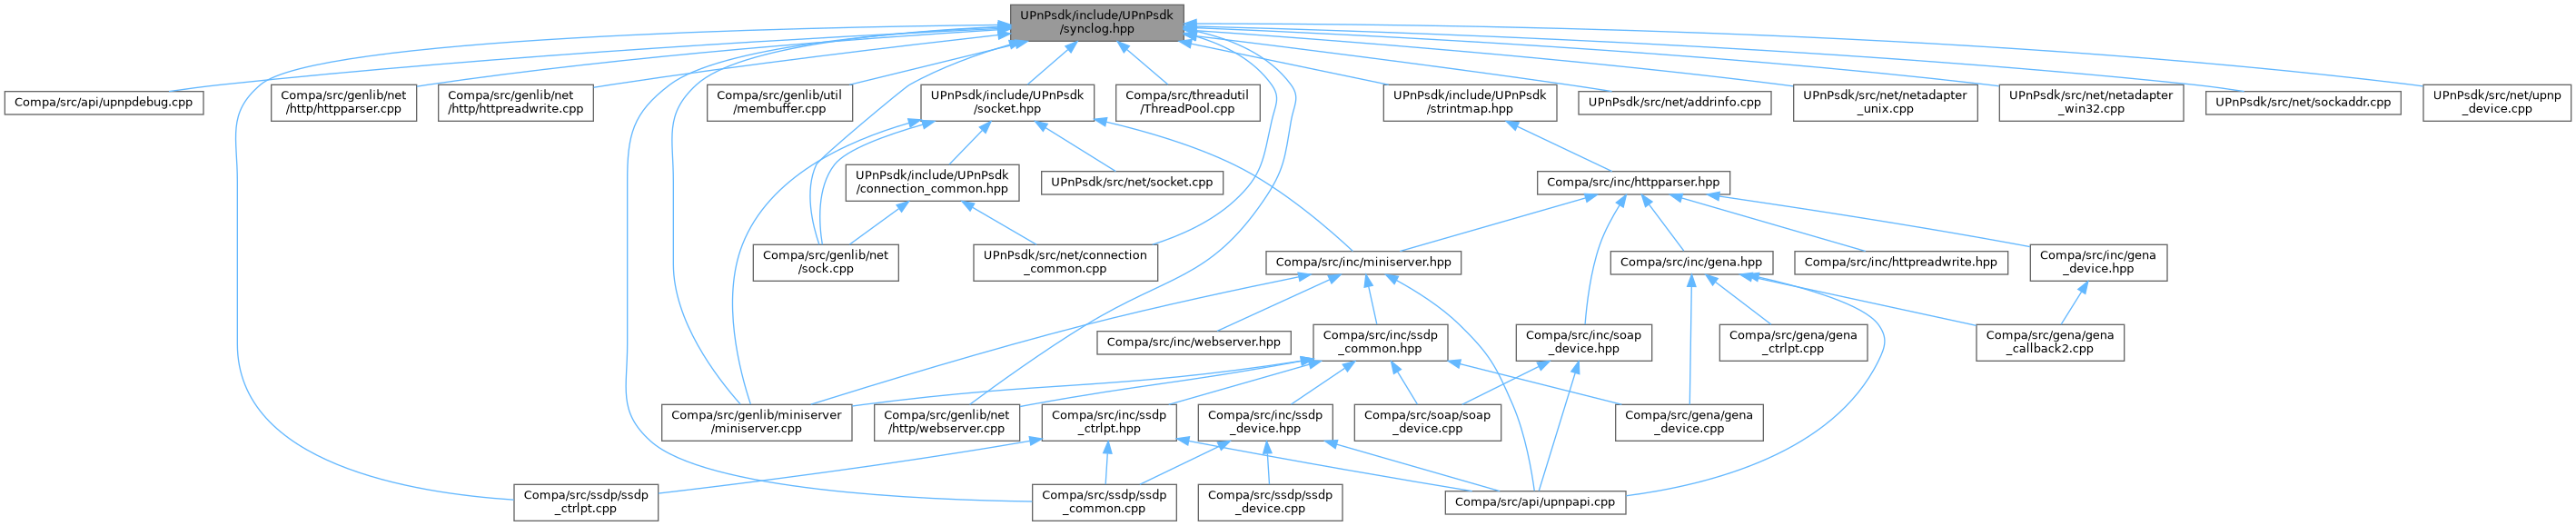 UPnPsdk/include/UPnPsdk
/synclog.hpp
Compa/src/api/upnpdebug.cpp
Compa/src/genlib/net
/http/httpparser.cpp
Compa/src/genlib/net
/http/httpreadwrite.cpp
Compa/src/genlib/util
/membuffer.cpp
UPnPsdk/include/UPnPsdk
/socket.hpp
Compa/src/threadutil
/ThreadPool.cpp
UPnPsdk/include/UPnPsdk
/strintmap.hpp
UPnPsdk/src/net/addrinfo.cpp
UPnPsdk/src/net/netadapter
_unix.cpp
UPnPsdk/src/net/netadapter
_win32.cpp
UPnPsdk/src/net/sockaddr.cpp
UPnPsdk/src/net/upnp
_device.cpp
UPnPsdk/include/UPnPsdk
/connection_common.hpp
UPnPsdk/src/net/socket.cpp
Compa/src/inc/httpparser.hpp
Compa/src/genlib/net
/sock.cpp
UPnPsdk/src/net/connection
_common.cpp
Compa/src/inc/miniserver.hpp
Compa/src/inc/gena.hpp
Compa/src/inc/httpreadwrite.hpp
Compa/src/inc/gena
_device.hpp
Compa/src/inc/webserver.hpp
Compa/src/inc/ssdp
_common.hpp
Compa/src/inc/soap
_device.hpp
Compa/src/gena/gena
_ctrlpt.cpp
Compa/src/gena/gena
_callback2.cpp
Compa/src/genlib/miniserver
/miniserver.cpp
Compa/src/genlib/net
/http/webserver.cpp
Compa/src/inc/ssdp
_ctrlpt.hpp
Compa/src/inc/ssdp
_device.hpp
Compa/src/soap/soap
_device.cpp
Compa/src/gena/gena
_device.cpp
Compa/src/ssdp/ssdp
_ctrlpt.cpp
Compa/src/ssdp/ssdp
_common.cpp
Compa/src/ssdp/ssdp
_device.cpp
Compa/src/api/upnpapi.cpp